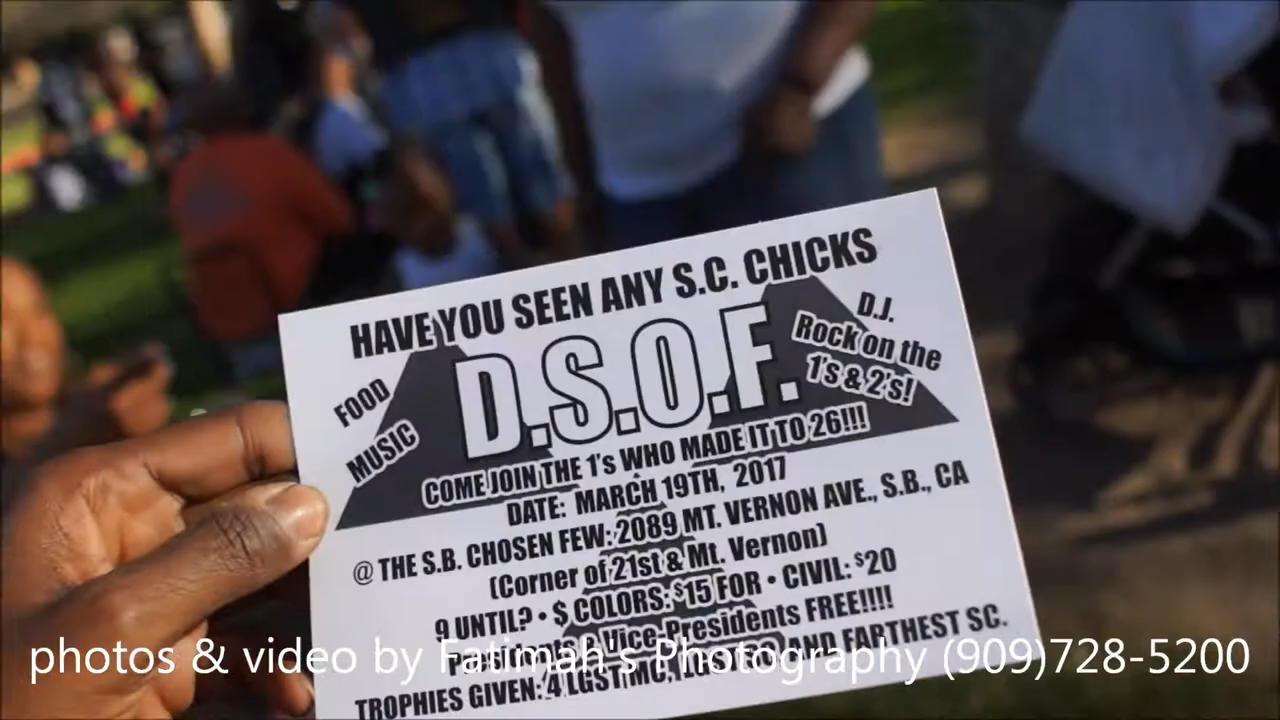 HAVE YOU SEEN ANY S.C. CHICKS
D.S.O.F.
FOOD
MUSIC
D.J.
Rock on the
1's & 2's!
COME JOIN THE 1's WHO MADE IT TO 26!!!
DATE: MARCH 19TH, 2017
@ THE S.B. CHOSEN FEW: 2089 MT. VERNON AVE., S.B., CA
(Corner of 21st & Mt. Vernon)
9 UNTIL? • $ COLORS: $15 FOR • CIVIL: $20
Presidents & Vice-Presidents FREE!!!!
TROPHIES GIVEN: 4 LGST MC, AND FARTHEST SC.
photos & video by Fatimah's Photography (909)728-5200